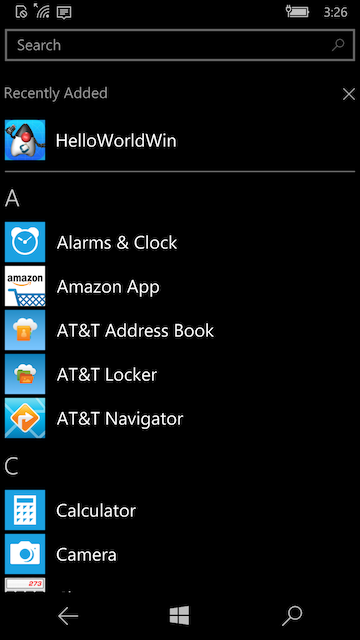 3:26
Search
Recently Added
HelloWorldWin
A
Alarms & Clock
amazon
Amazon App
AT&T Address Book
AT&T Locker
AT&T Navigator
C
Calculator
Camera
273